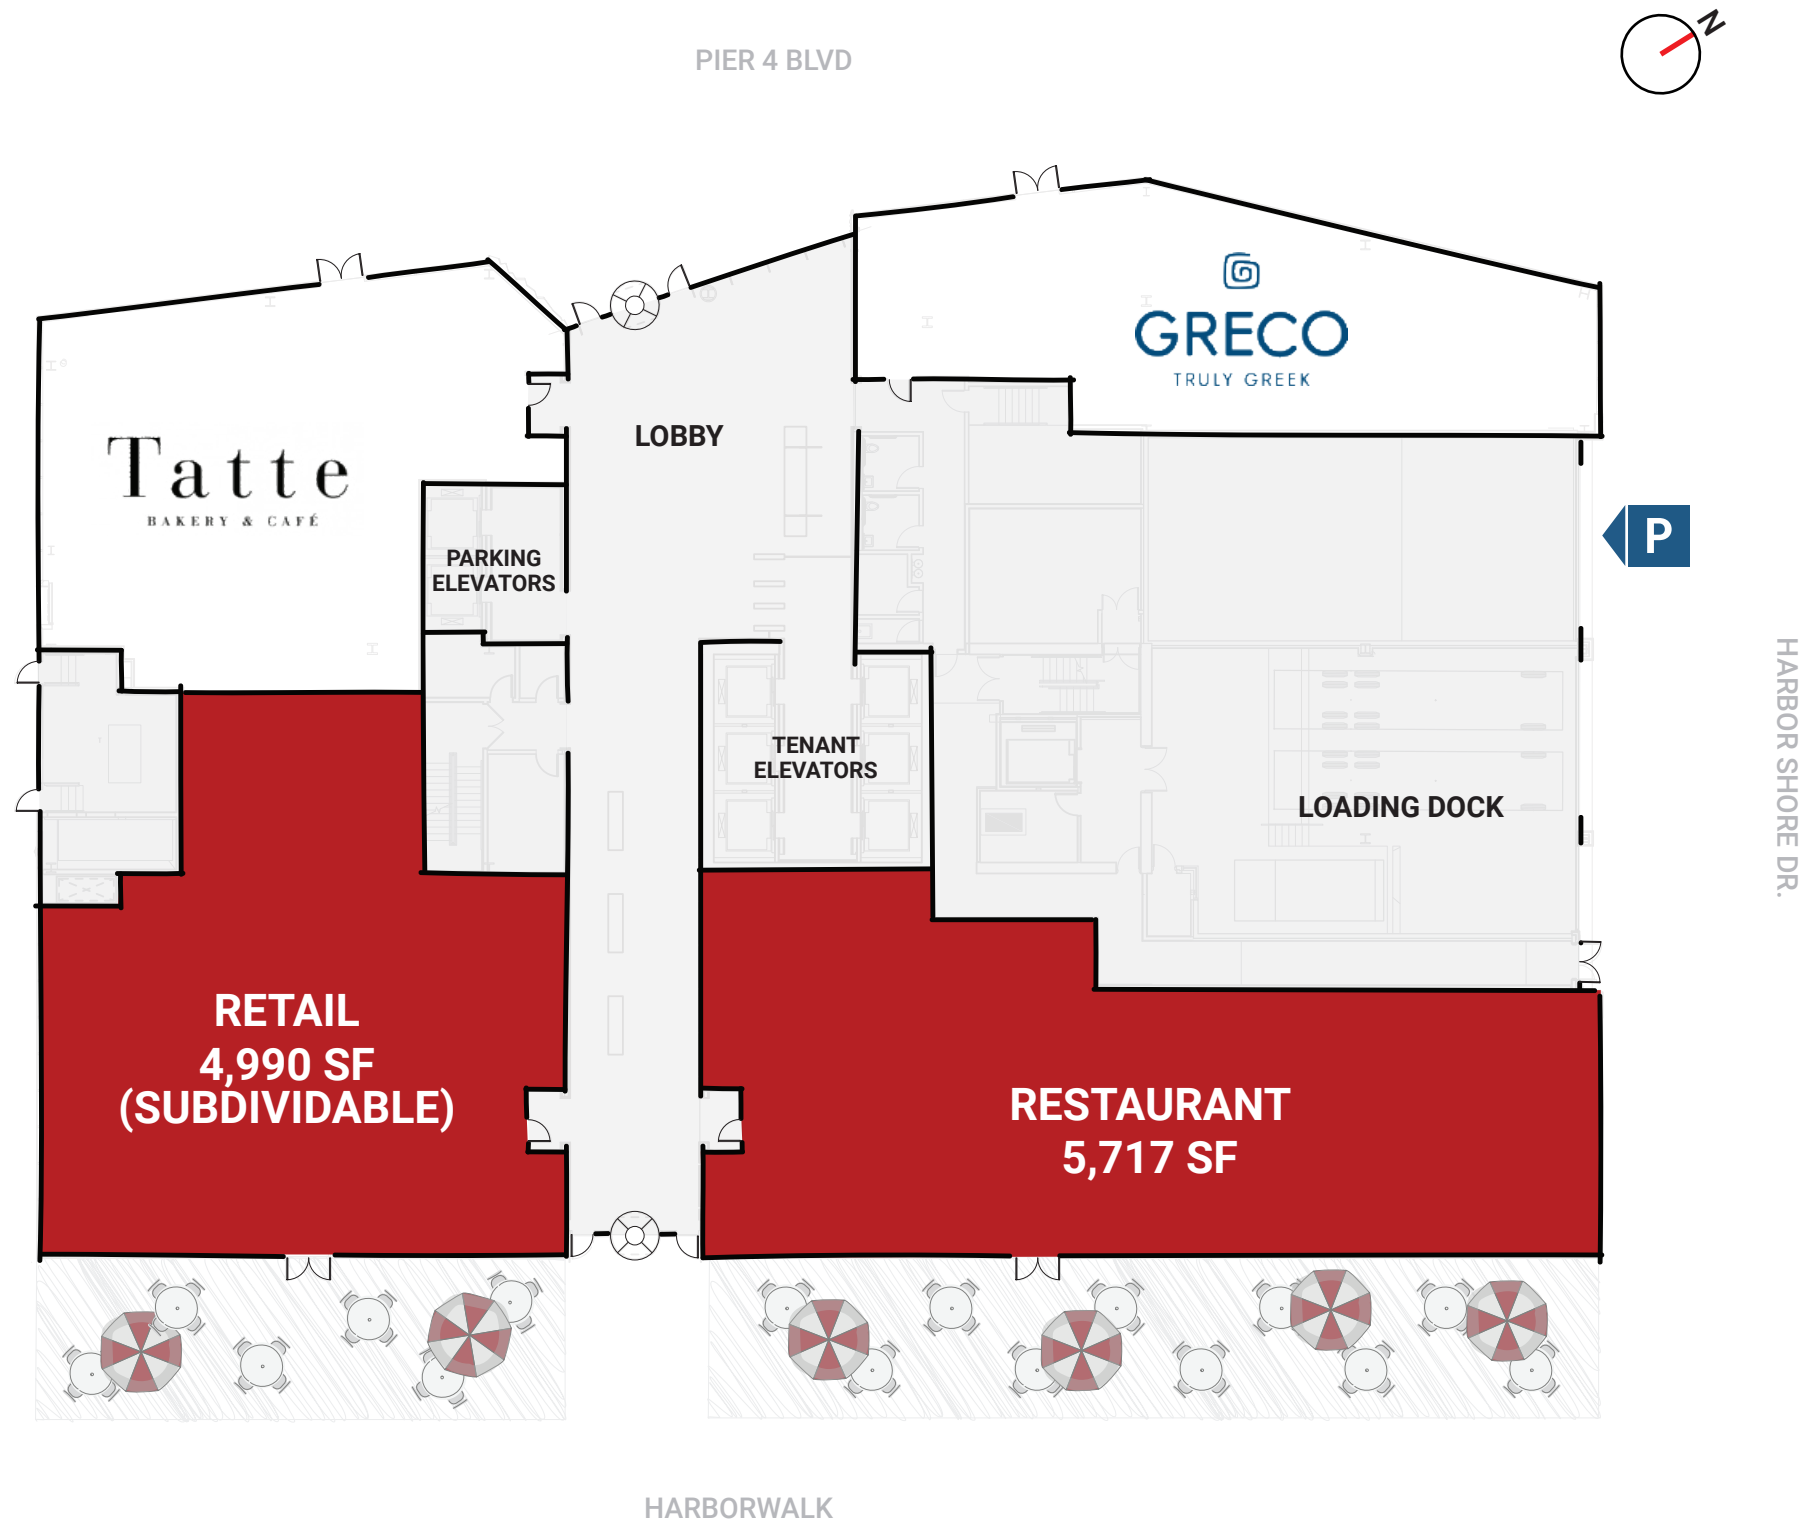 PIER 4 BLVD
N
GRECO
TRULY GREEK
LOBBY
Tatte
BAKERY & CAFÉ
P
PARKING
ELEVATORS
HARBOR SHORE DR.
TENANT
ELEVATORS
LOADING DOCK
RETAIL
4,990 SF
(SUBDIVIDABLE)
RESTAURANT
5,717 SF
HARBORWALK